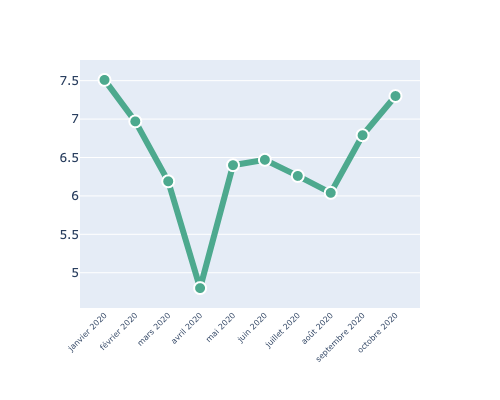 7.5
7
6.5
6
5.5
5
janvier 2020
février 2020
mars 2020
avril 2020
mai 2020
juin 2020
juillet 2020
août 2020
septembre 2020
octobre 2020